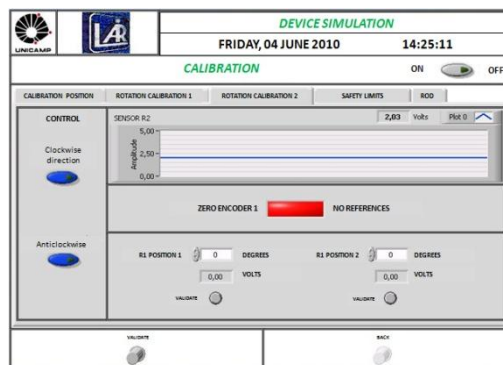 DEVICE SIMULATION
UNICAMP
LAR
FRIDAY, 04 JUNE 2010 14:25:11
CALIBRATION ON OFF
CALIBRATION POSITION ROTATION CALIBRATION 1 ROTATION CALIBRATION 2 SAFETY LIMITS ROD
CONTROL
SENSOR R2 2,03 Volts Plot 0
Clockwise
direction
Amplitude
5,00
2,50
0,00
ZERO ENCODER 1 NO REFERENCES
Anticlockwise
R1 POSITION 1 0 DEGREES R1 POSITION 2 0 DEGREES
0,00 VOLTS 0,00 VOLTS
VALIDATE VALIDATE
VALIDATE BACK